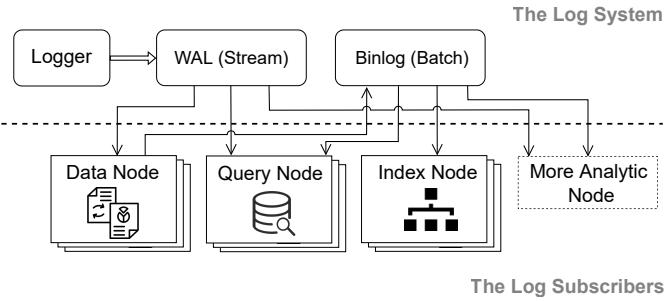 The Log System
Logger
WAL (Stream)
Binlog (Batch)
Data Node
Query Node
Index Node
More Analytic
Node
The Log Subscribers